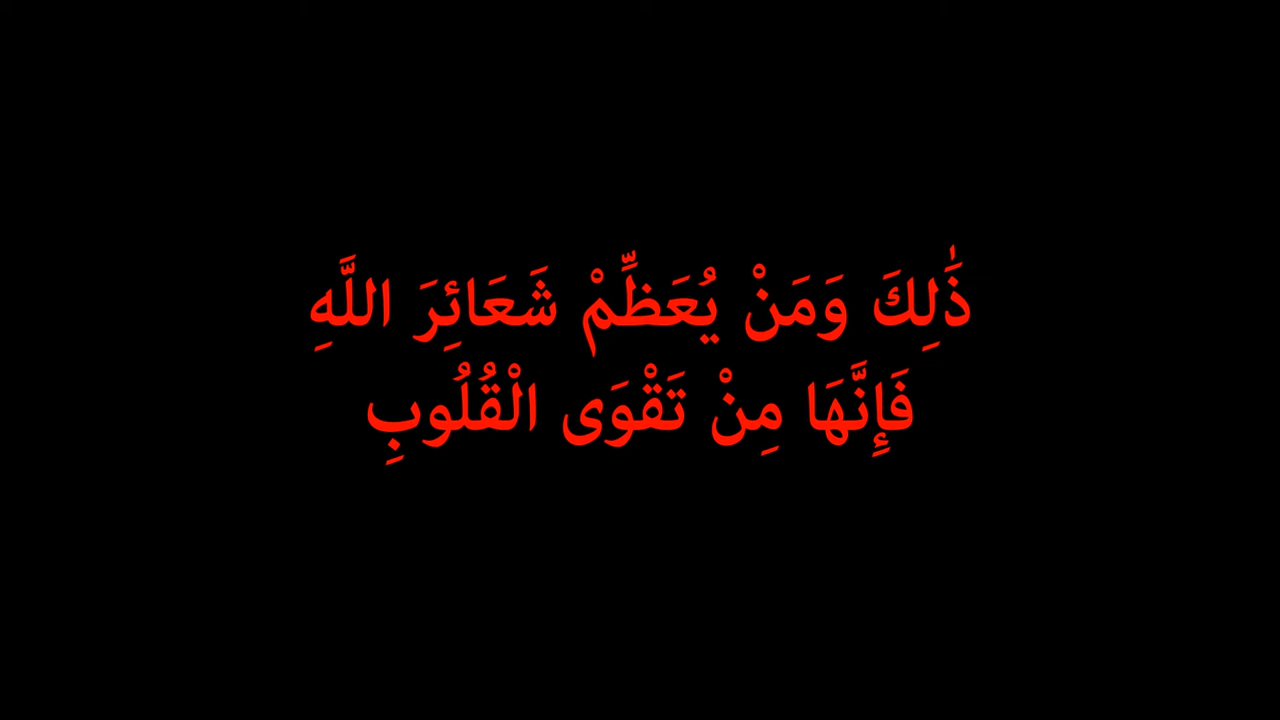 ذَٰلِكَ وَمَنْ يُعَظِّمْ شَعَائِرَ اللَّهِ
فَإِنَّهَا مِنْ تَقْوَى الْقُلُوبِ